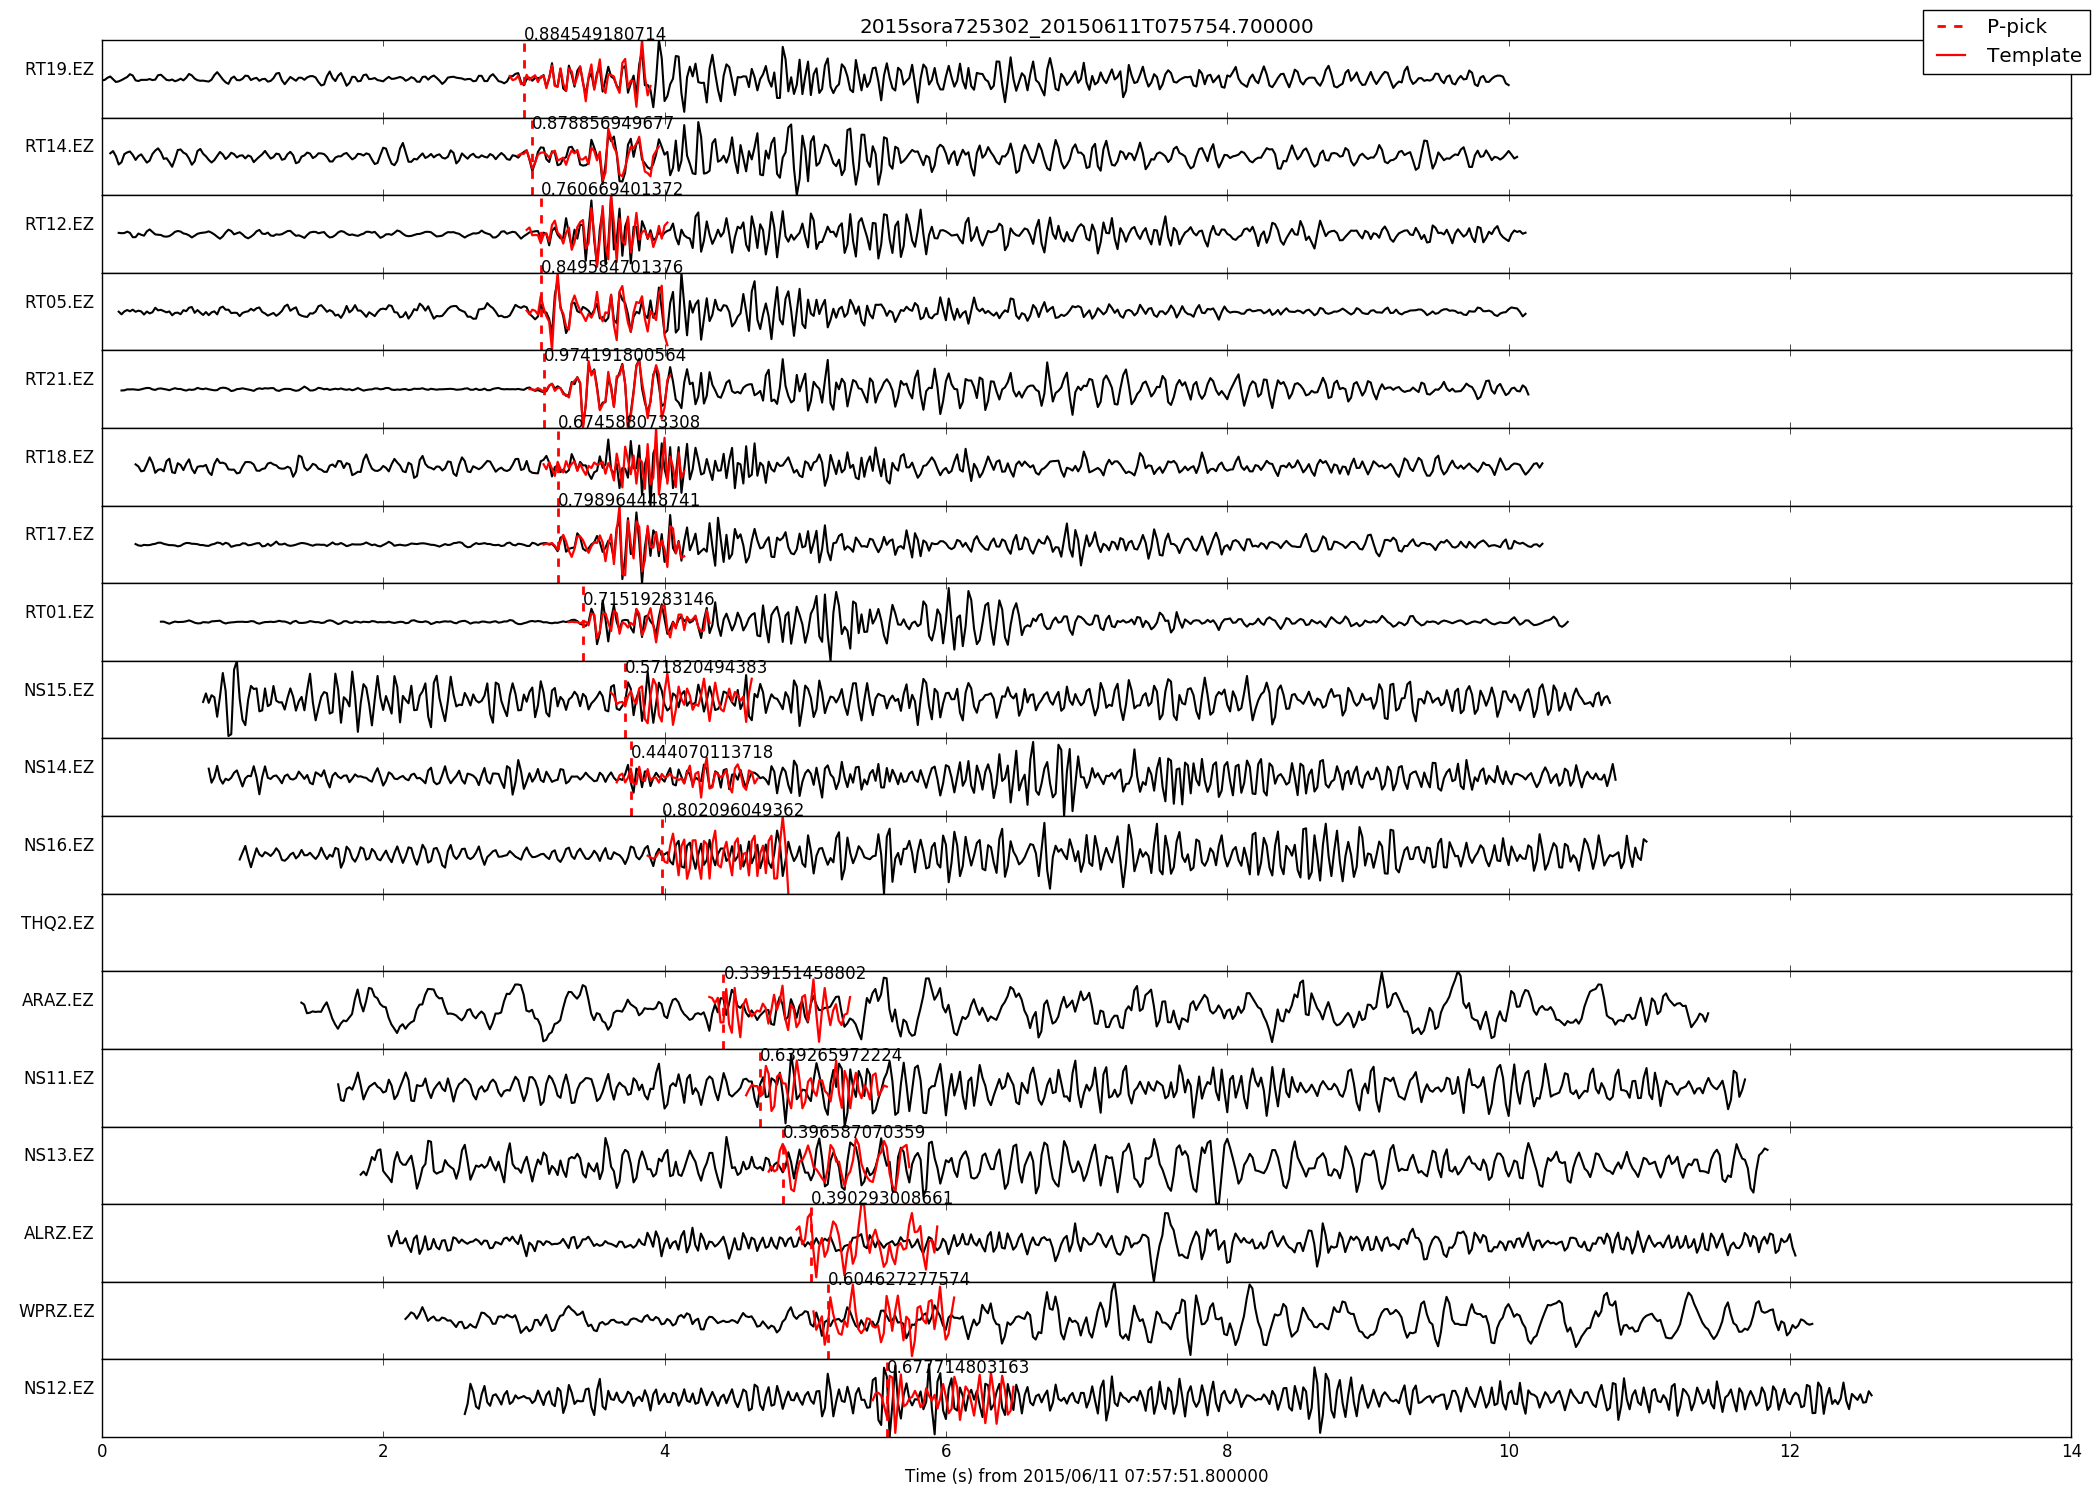 2015sora725302_20150611T075754.700000
P-pick
Template
0.884549180714
RT19.EZ
0.878856949677
RT14.EZ
0.760669401372
RT12.EZ
0.849584701376
RT05.EZ
0.974191800564
RT21.EZ
0.674588073308
RT18.EZ
0.798964448741
RT17.EZ
0.71519283146
RT01.EZ
0.571820494383
NS15.EZ
0.444070113718
NS14.EZ
0.802096049362
NS16.EZ
THQ2.EZ
0.339151458802
ARAZ.EZ
0.639265972224
NS11.EZ
0.396587070359
NS13.EZ
0.390293008661
ALRZ.EZ
0.604627277574
WPRZ.EZ
0.677714803163
NS12.EZ
0 2 4 6 8 10 12 14
Time (s) from 2015/06/11 07:57:51.800000